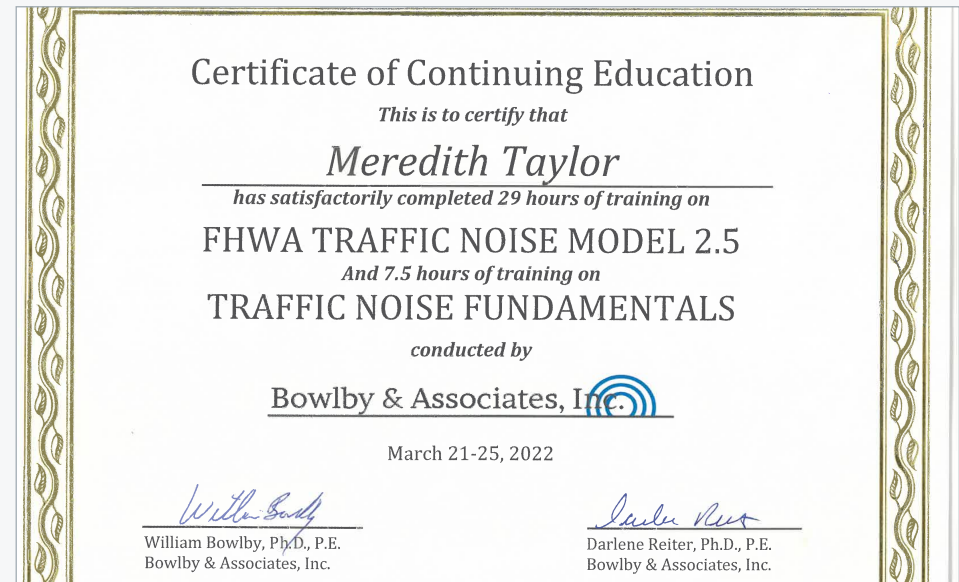 Certificate of Continuing Education
This is to certify that
Meredith Taylor
has satisfactorily completed 29 hours of training on
FHWA TRAFFIC NOISE MODEL 2.5
And 7.5 hours of training on
TRAFFIC NOISE FUNDAMENTALS
conducted by
Bowlby & Associates, Inc.
March 21-25, 2022
William Bowlby, Ph.D., P.E.
Bowlby & Associates, Inc.
Darlene Reiter, Ph.D., P.E.
Bowlby & Associates, Inc.